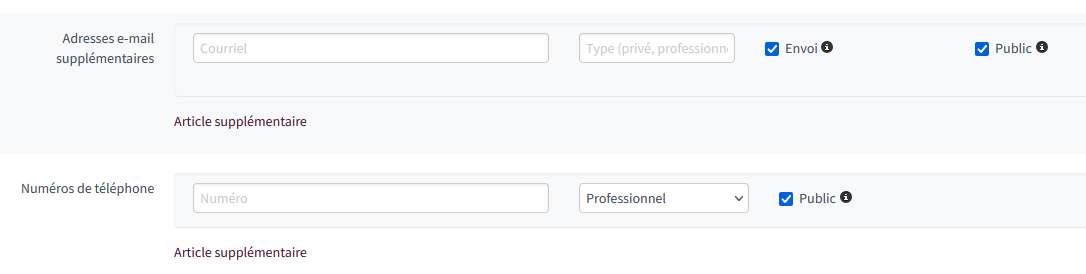 Adresses e-mail
supplémentaires
Courriel
Type (privé, professionn
Envoi
Public
Article supplémentaire
Numéros de téléphone
Numéro
Professionnel
Public
Article supplémentaire